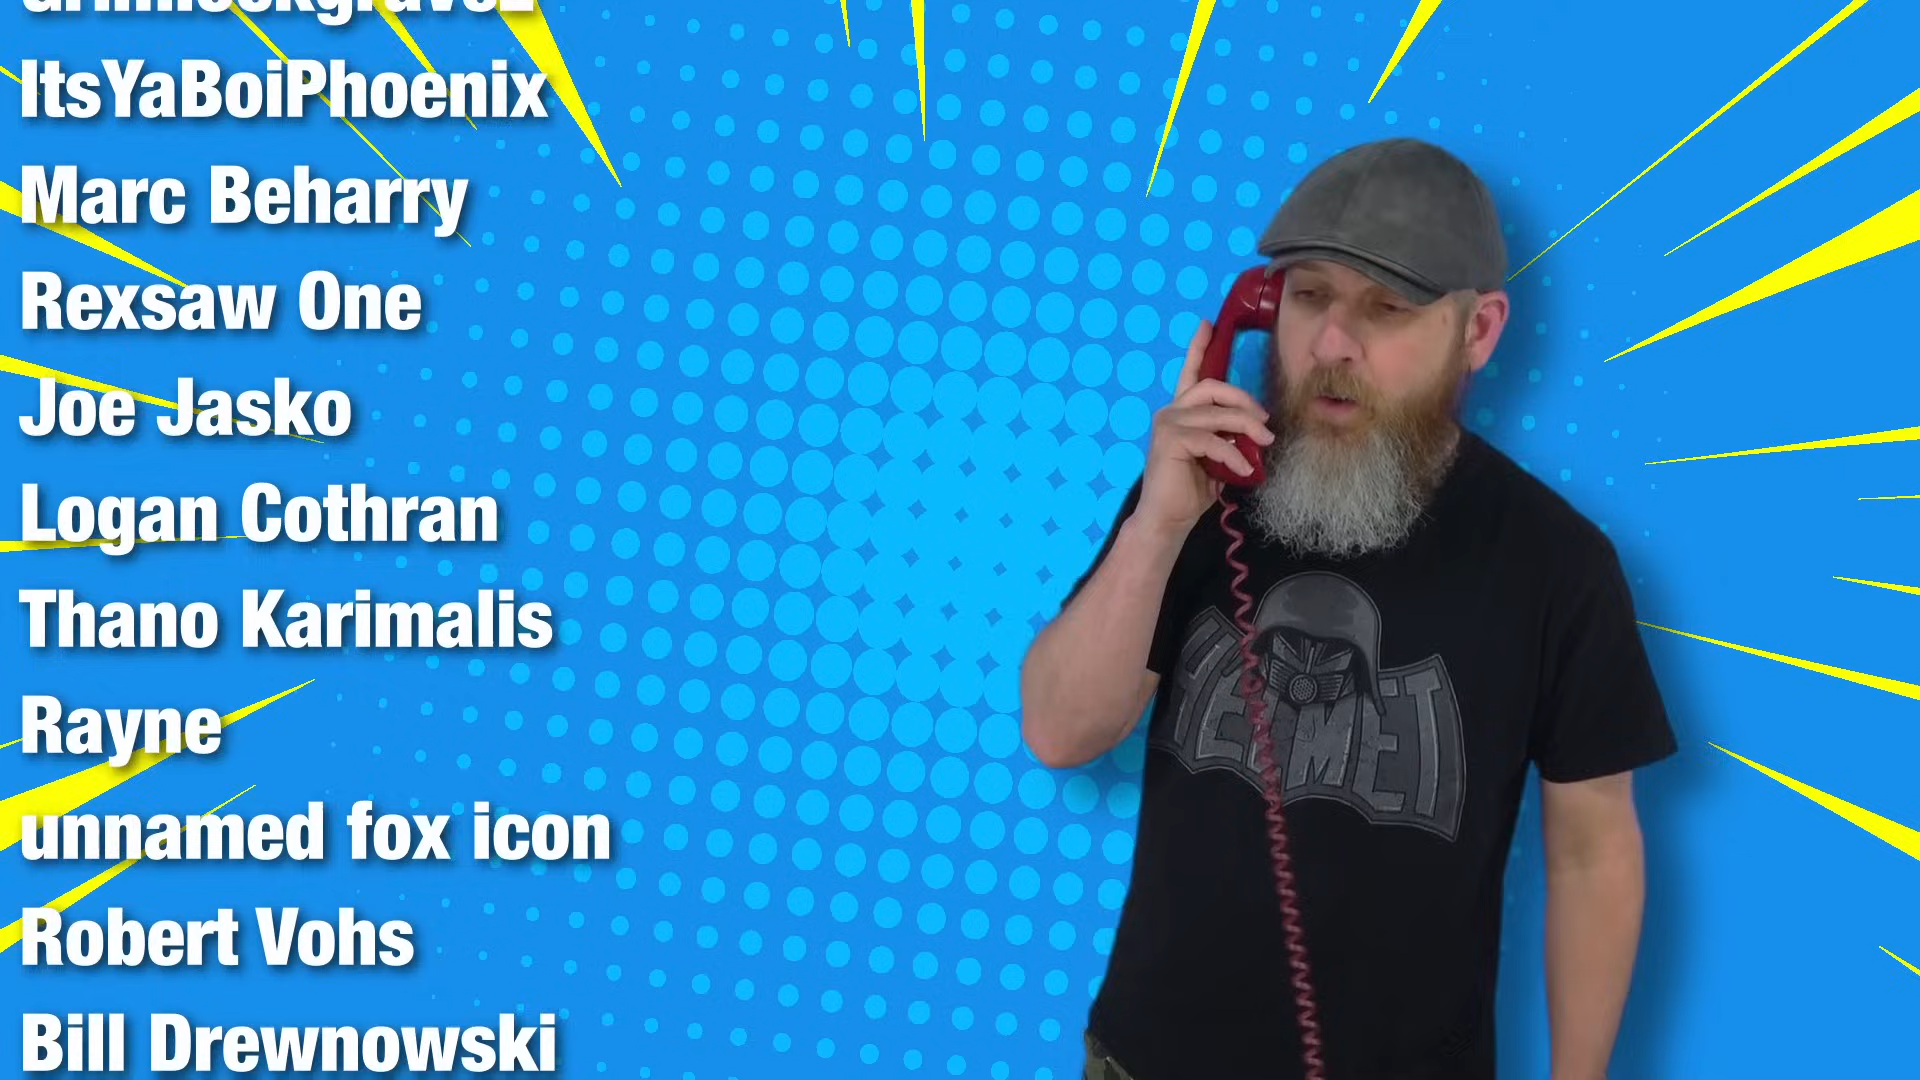 ItsYaBoiPhoenix
Marc Beharry
Rexsaw One
Joe Jasko
Logan Cothran
Thano Karimalis
Rayne
unnamed fox icon
Robert Vohs
Bill Drewnowski
HELMET